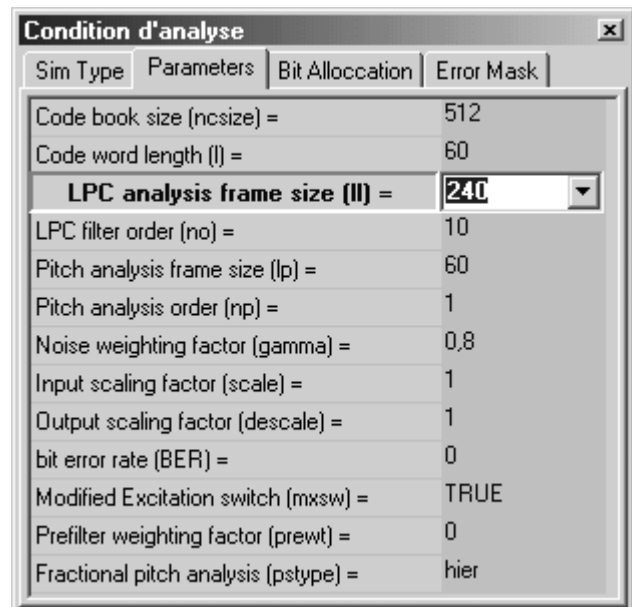 Condition d'analyse
Sim Type Parameters Bit Alloccation Error Mask
Code book size (ncsize) = 512
Code word length (l) = 60
LPC analysis frame size (ll) = 240
LPC filter order (no) = 10
Pitch analysis frame size (lp) = 60
Pitch analysis order (np) = 1
Noise weighting factor (gamma) = 0,8
Input scaling factor (scale) = 1
Output scaling factor (descale) = 1
bit error rate (BER) = 0
Modified Excitation switch (mxsw) = TRUE
Prefilter weighting factor (prewt) = 0
Fractional pitch analysis (pstype) = hier